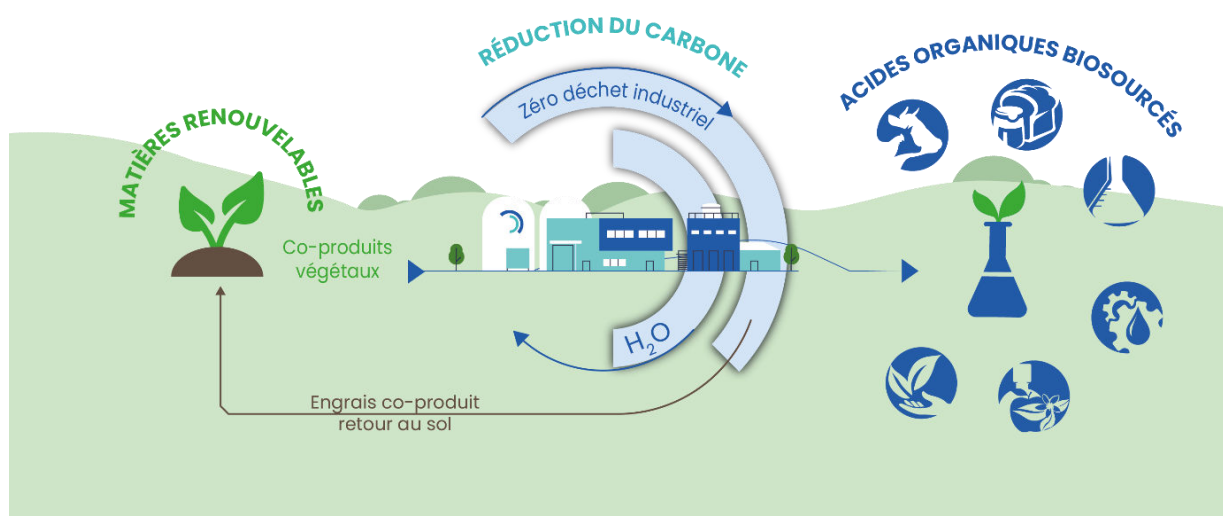 MATIÈRES RENOUVELABLES
Co-produits
végétaux
RÉDUCTION DU CARBONE
Zéro déchet industriel
H₂O
Engrais co-produit
retour au sol
ACIDES ORGANIQUES BIOSOURCÉS